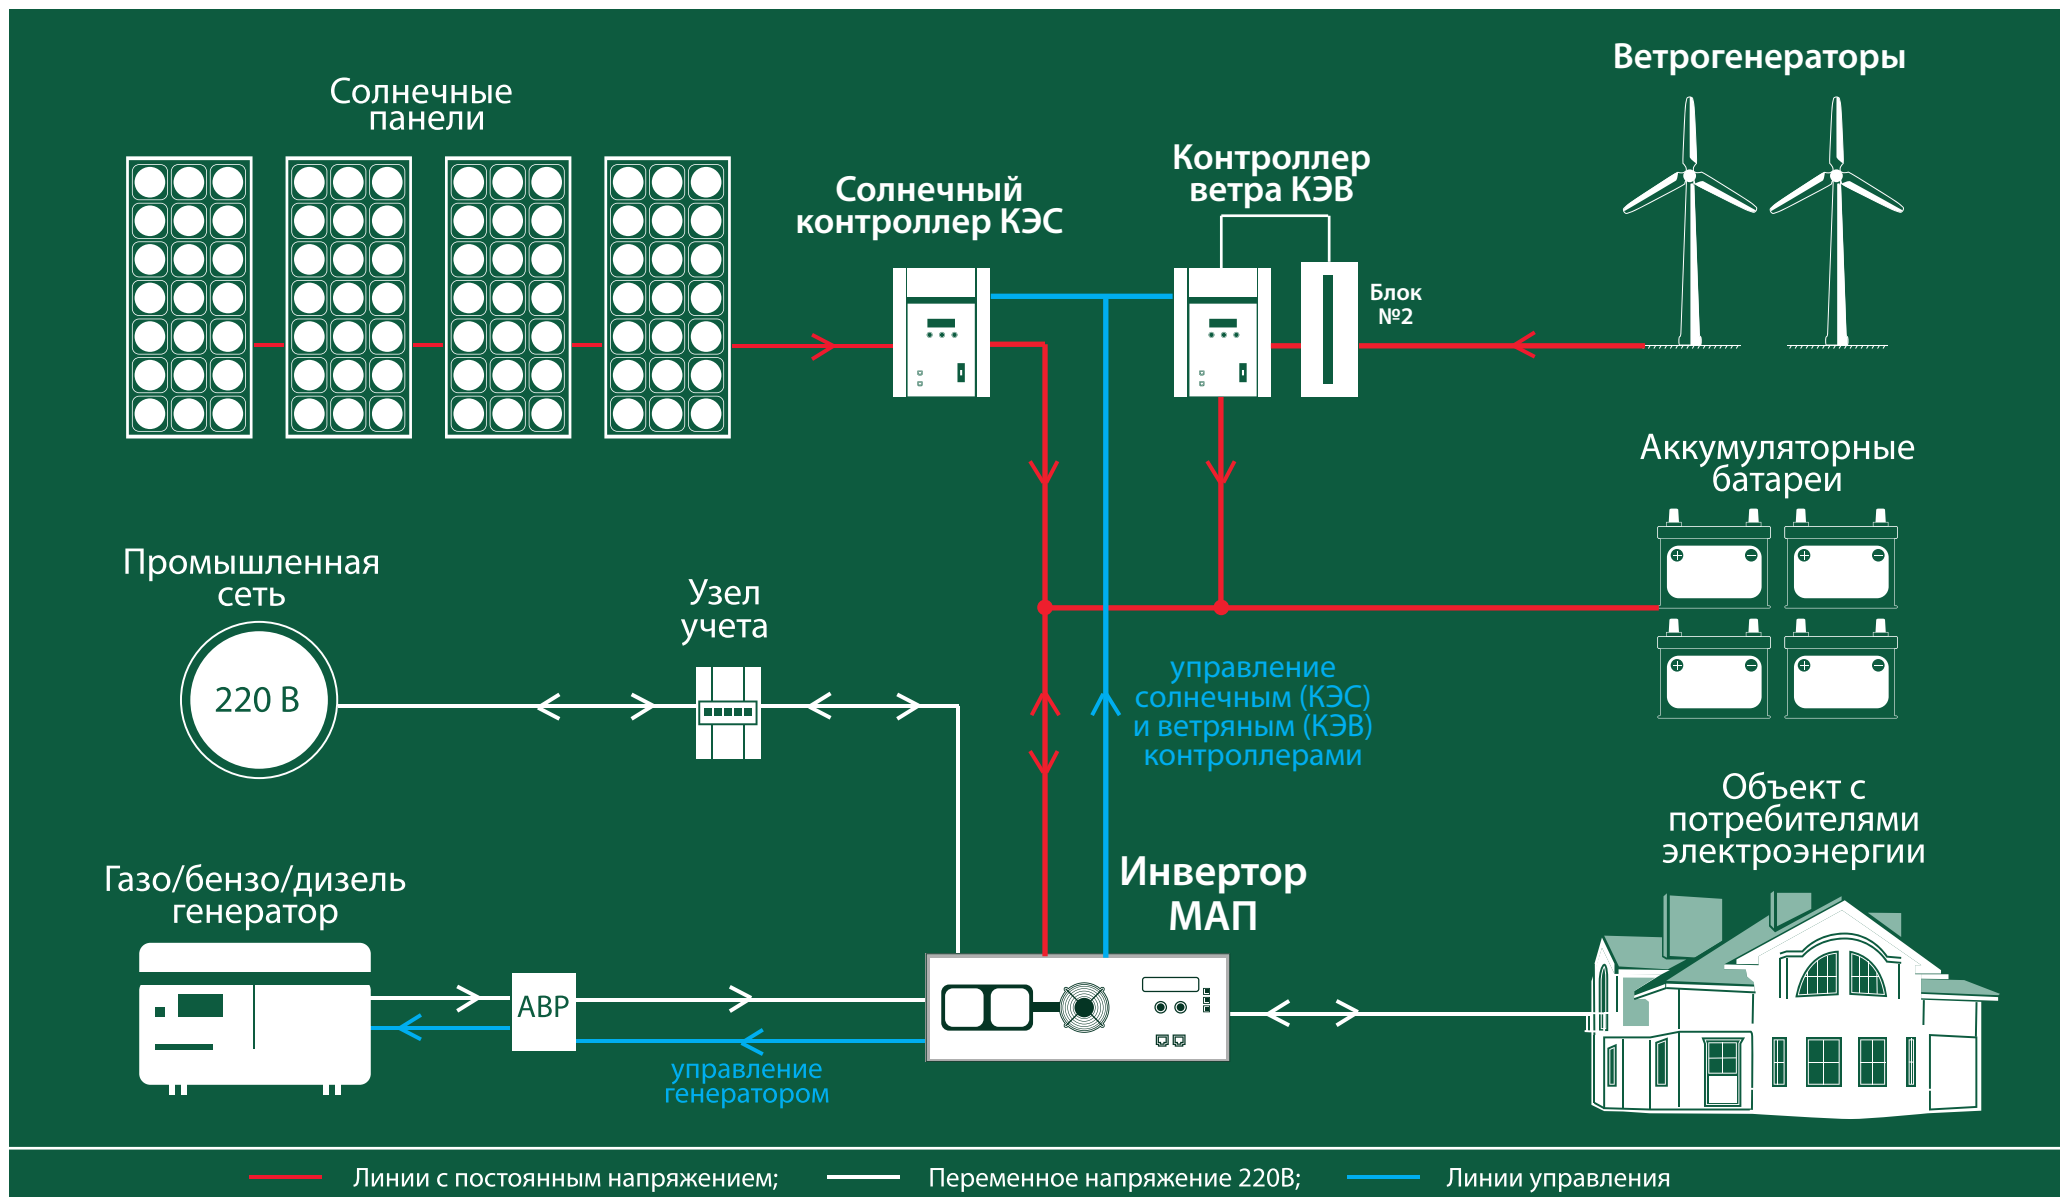 Ветрогенераторы
Солнечные
панели
Контроллер
ветра КЭВ
Солнечный
контроллер КЭС
Блок
№2
Аккумуляторные
батареи
Промышленная
сеть
220 В
Узел
учета
управление
солнечным (КЭС)
и ветряным (КЭВ)
контроллерами
Объект с
потребителями
электроэнергии
Инвертор
МАП
Газо/бензо/дизель
генератор
АВР
управление
генератором
Линии с постоянным напряжением;
Переменное напряжение 220В;
Линии управления